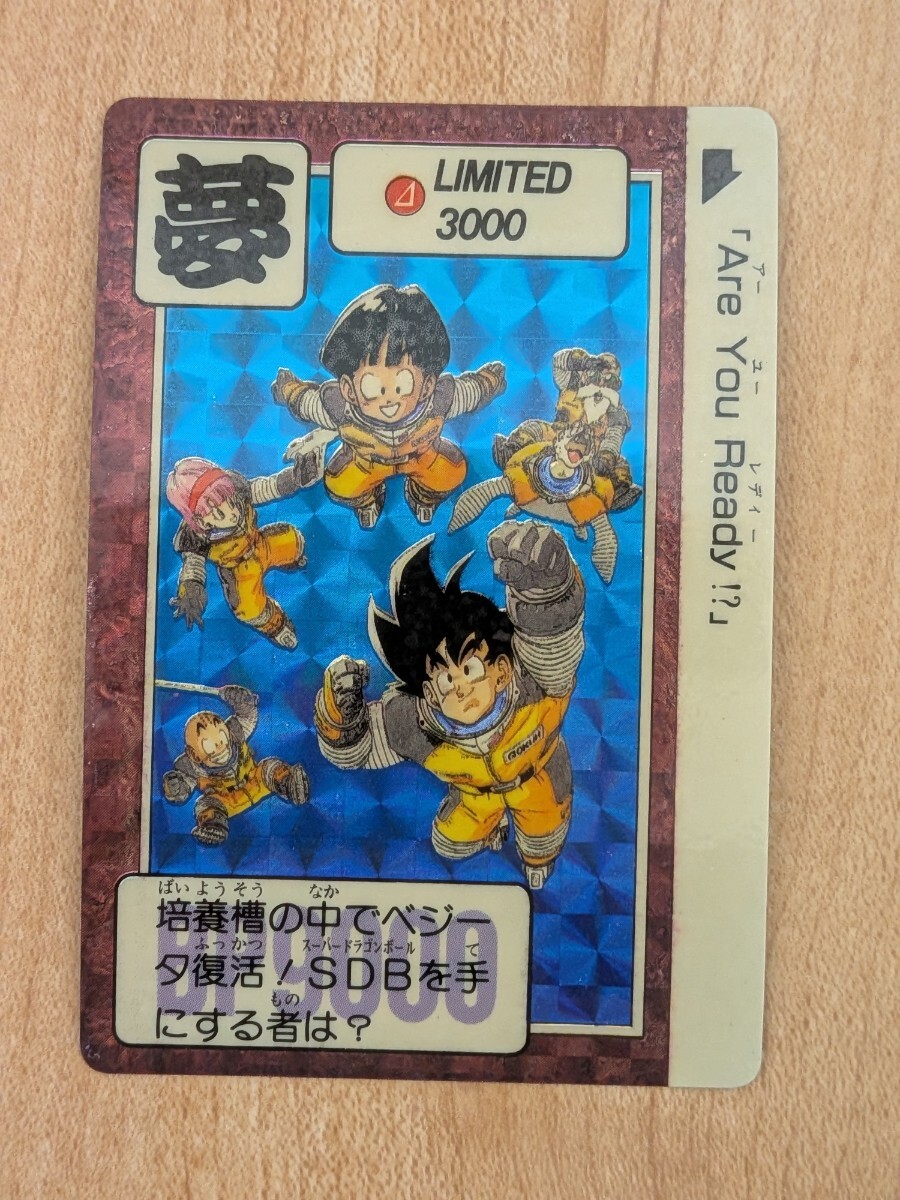 夢
LIMITED
3000
「Are You Ready!?」
アー ユー レディー
GOKU!
ばい よう そう なか
培養槽の中でベジー
ふっ かつ スーパードラゴンボール て
タ復活!SDBを手
もの
にする者は?
BP9000